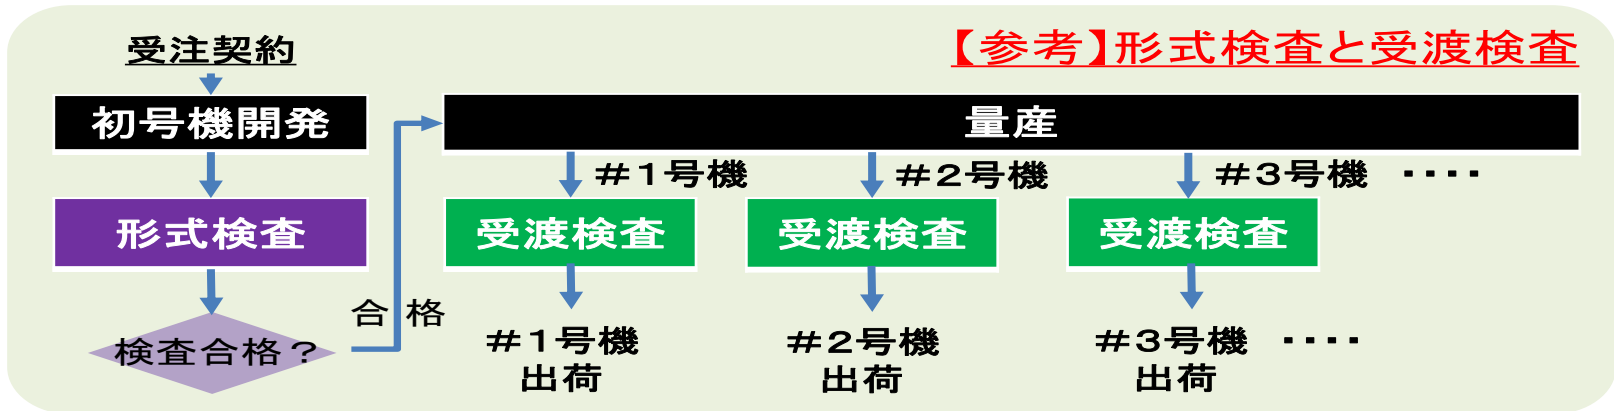 【参考】形式検査と受渡検査
受注契約
初号機開発
形式検査
検査合格？
合格
量産
＃1号機
＃2号機
＃3号機 ････
受渡検査
受渡検査
受渡検査
＃1号機
出荷
＃2号機
出荷
＃3号機 ････
出荷